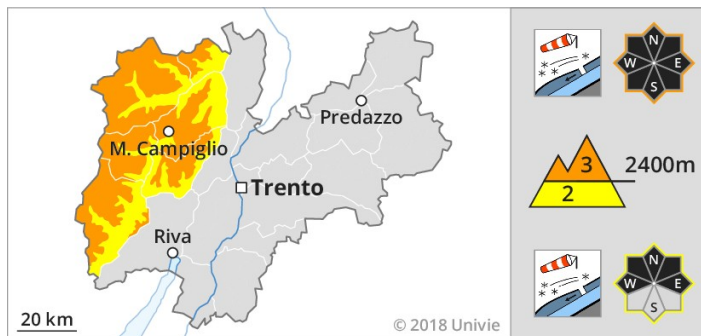 M. Campiglio
Predazzo
Trento
Riva
20 km
© 2018 Univie
N
W E
S
3 2400m
2
N
W E
S